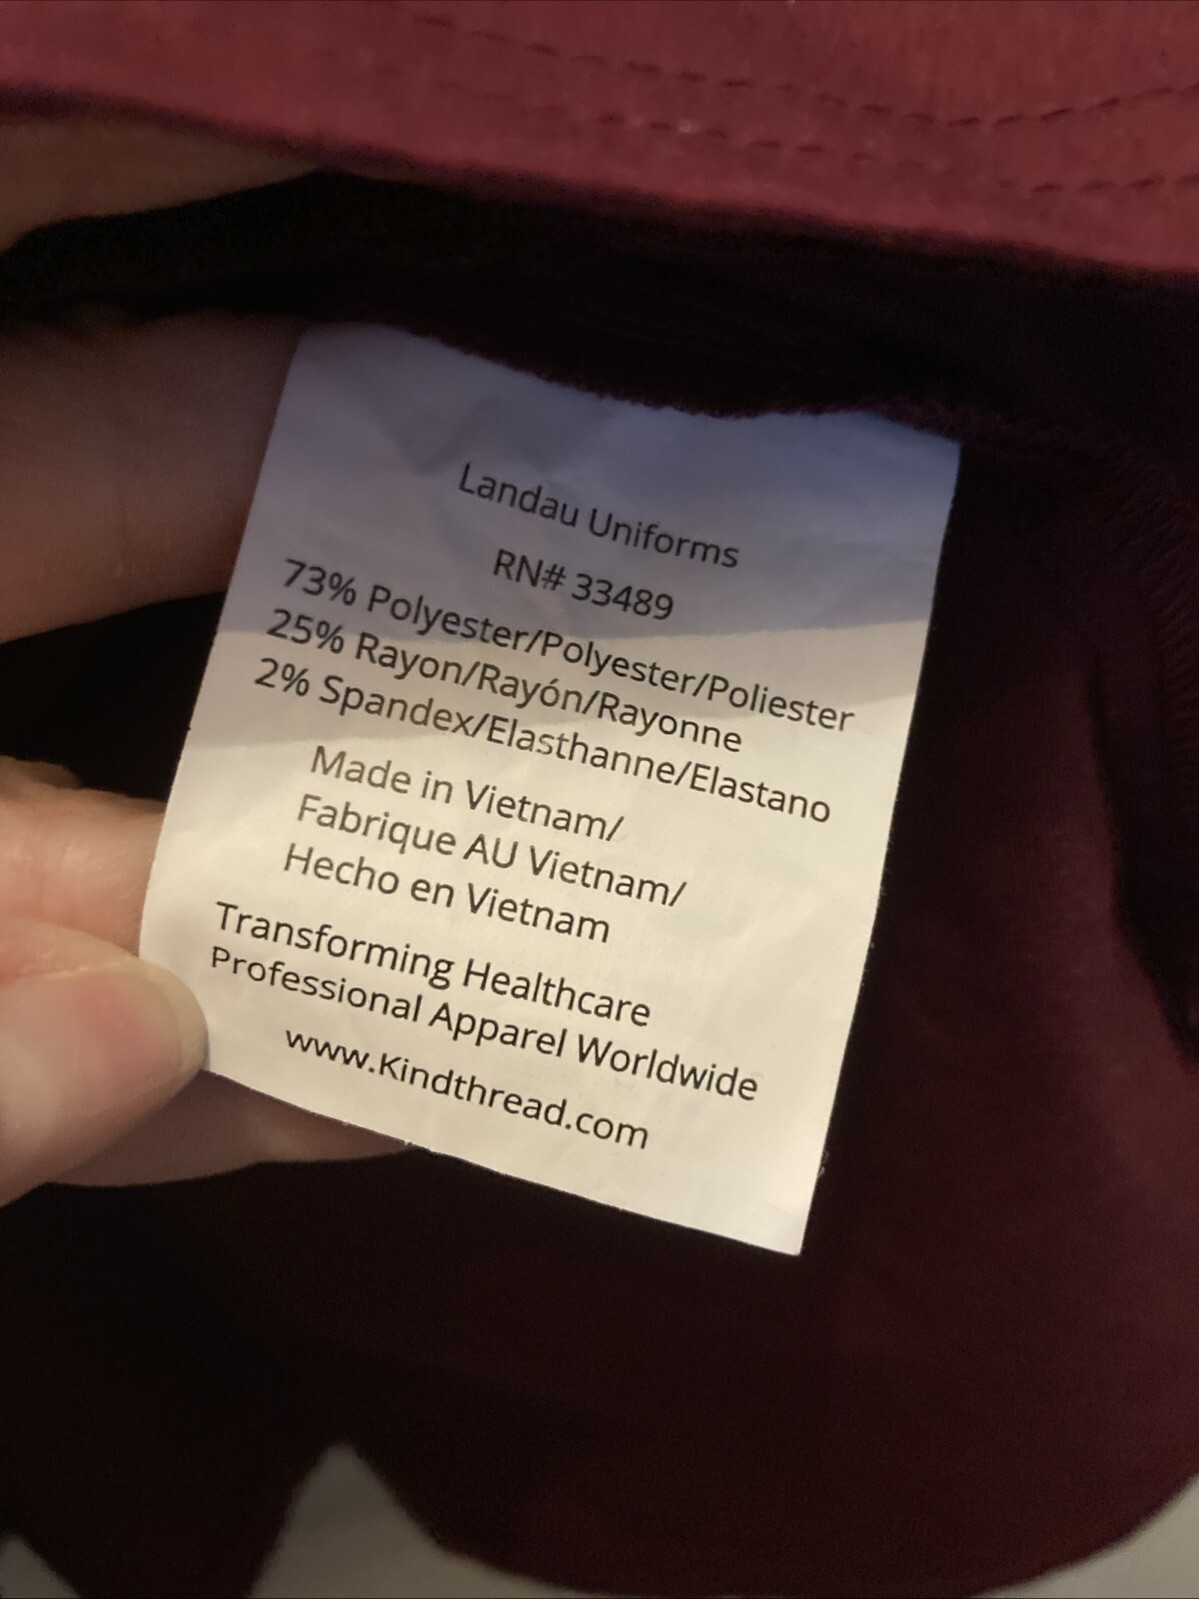 Landau Uniforms
RN# 33489
73% Polyester/Polyester/Poliester
25% Rayon/Rayón/Rayonne
2% Spandex/Elasthanne/Elastano
Made in Vietnam/
Fabrique AU Vietnam/
Hecho en Vietnam
Transforming Healthcare
Professional Apparel Worldwide
www.Kindthread.com